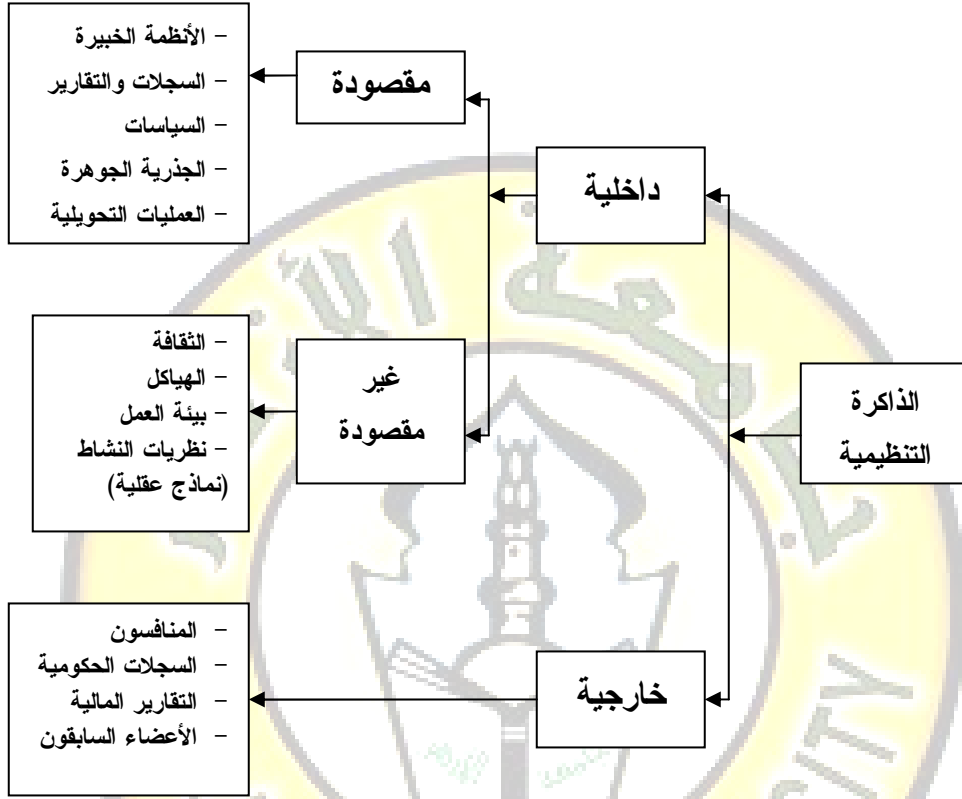 الذاكرة
التنظيمية
داخلية
مقصودة
- الأنظمة الخبيرة
- السجلات والتقارير
- السياسات
- الجذرية الجوهرة
- العمليات التحويلية
غير
مقصودة
- الثقافة
- الهياكل
- بيئة العمل
- نظريات النشاط
(نماذج عقلية)
خارجية
- المنافسون
- السجلات الحكومية
- التقارير المالية
- الأعضاء السابقون